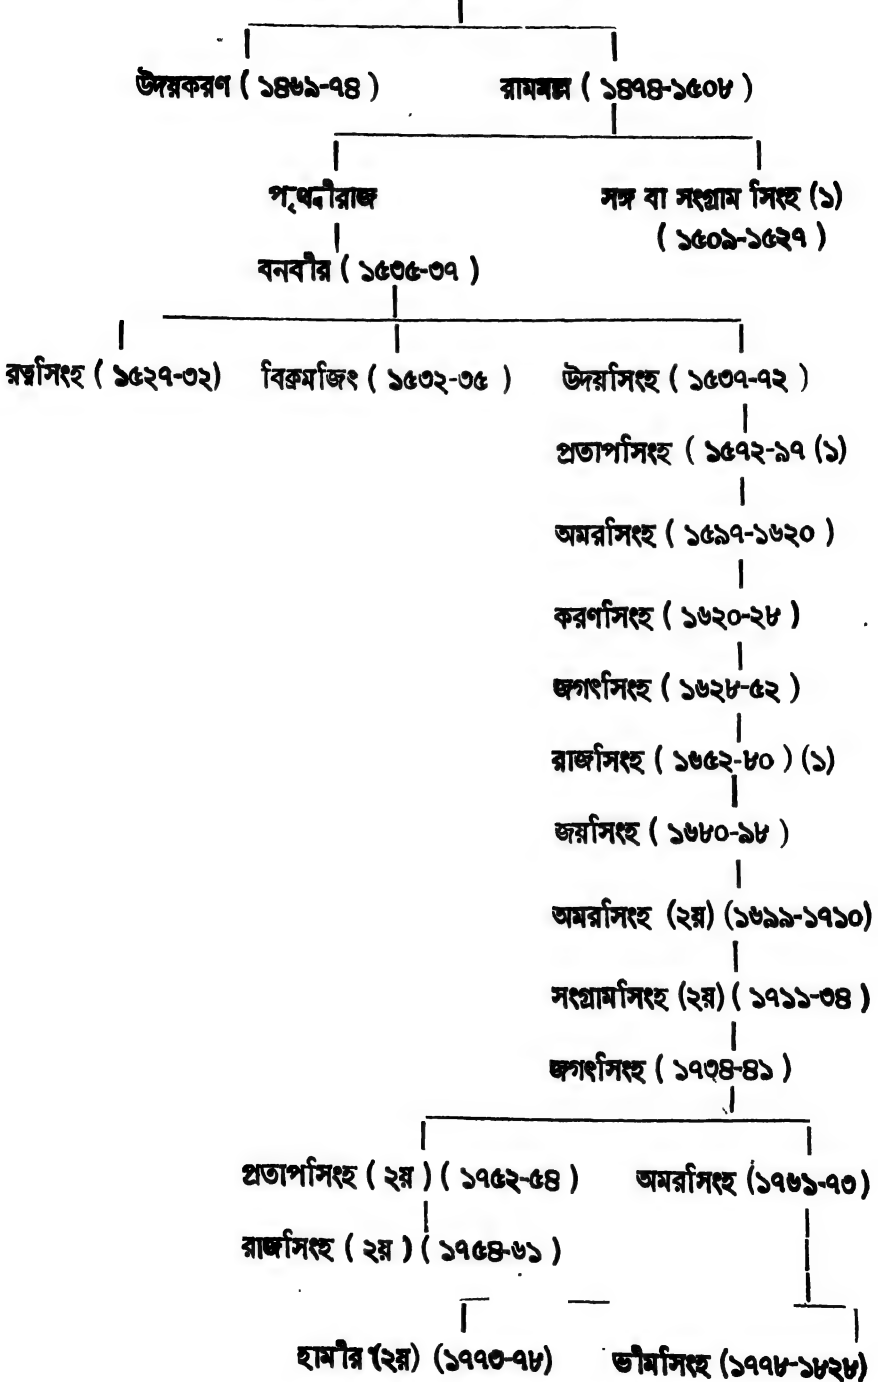 উদয়করণ ( ১৪৬৯-৭৪ ) রামমল্ল ( ১৪৭৪-১৫০৮ )
পৃথ্বীরাজ সঙ্গ বা সংগ্রাম সিংহ (১)
( ১৫০৯-১৫২৭ )
বনবীর ( ১৫৩৫-৩৭ )
রত্নসিংহ ( ১৫২৭-৩২) বিক্রমজিৎ ( ১৫৩২-৩৫ ) উদয়সিংহ ( ১৫৩৭-৭২ )
প্রতাপসিংহ ( ১৫৭২-৯৭ (১)
অমরসিংহ ( ১৫৯৭-১৬২০ )
করণসিংহ ( ১৬২০-২৮ )
জগৎসিংহ ( ১৬২৮-৫২ )
রাজসিংহ ( ১৬৫২-৮০ ) (১)
জয়সিংহ ( ১৬৮০-৯৮ )
অমরসিংহ (২য়) (১৬৯৯-১৭১০)
সংগ্রামসিংহ (২য়) ( ১৭১১-৩৪ )
জগৎসিংহ ( ১৭৩৪-৪১ )
প্রতাপসিংহ ( ২য় ) ( ১৭৫২-৫৪ ) অমরসিংহ (১৭৬১-৭৩)
রাজসিংহ ( ২য় ) ( ১৭৫৪-৬১ )
হামীর (২য়) (১৭৭৩-৭৮) ভীমসিংহ (১৭৭৮-১৮২৮)